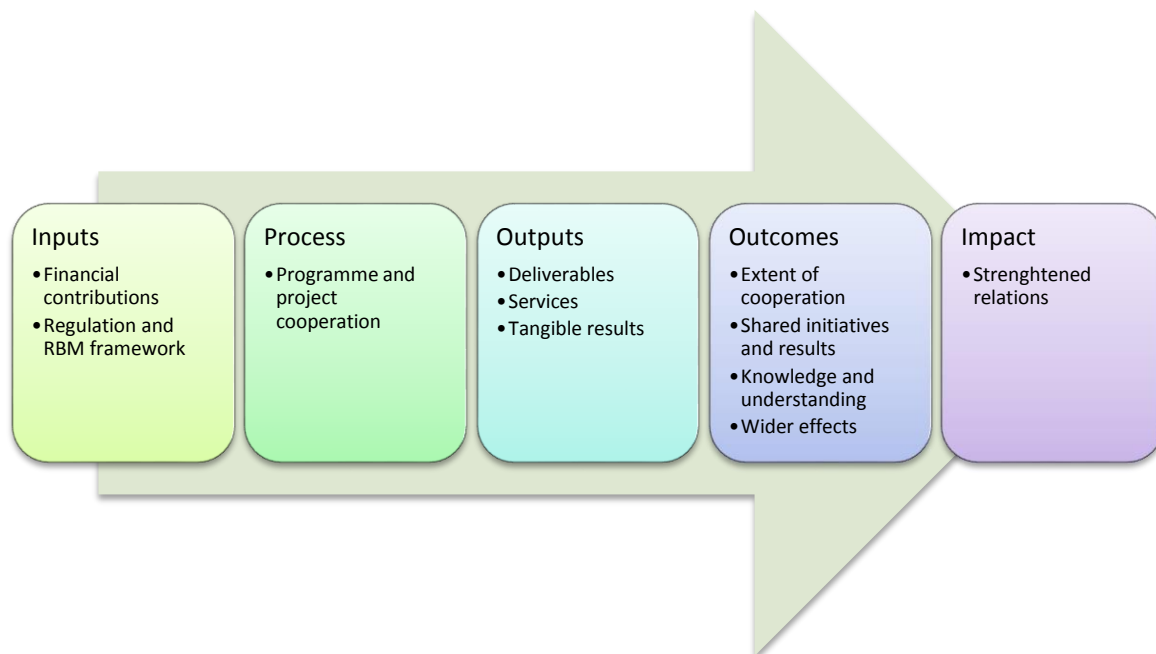 Inputs
•Financial
contributions
•Regulation and
RBM framework
Process
•Programme and
project
cooperation
Outputs
•Deliverables
•Services
•Tangible results
Outcomes
•Extent of
cooperation
•Shared initiatives
and results
•Knowledge and
understanding
•Wider effects
Impact
•Strenghtened
relations